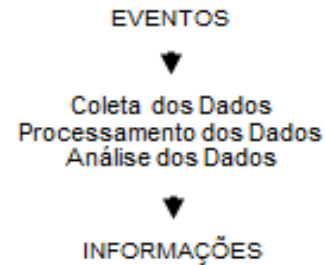 EVENTOS
Coleta dos Dados
Processamento dos Dados
Análise dos Dados
INFORMAÇÕES